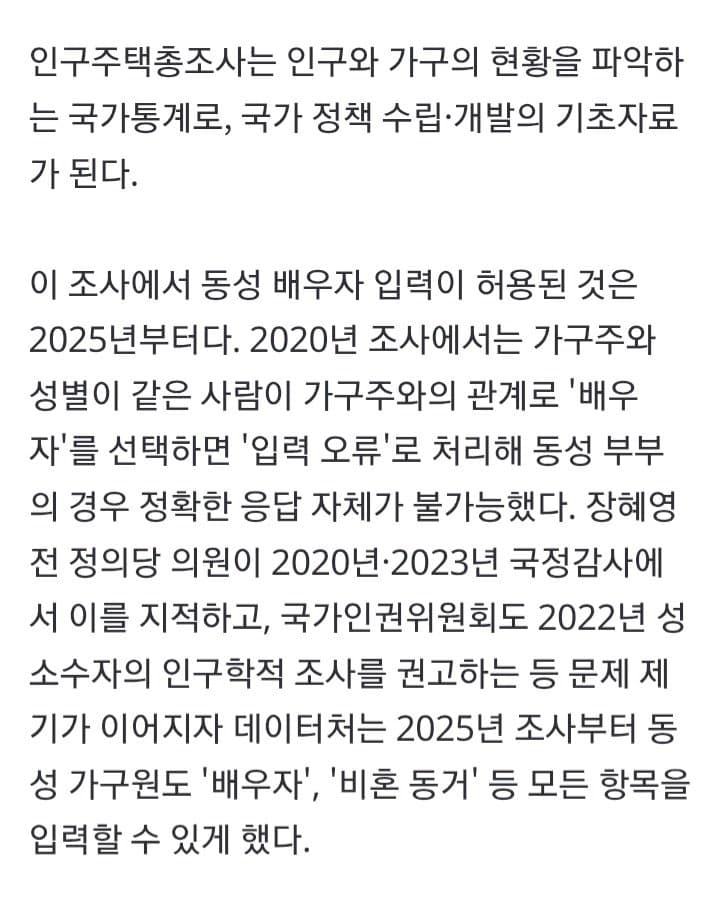 인구주택총조사는 인구와 가구의 현황을 파악하
는 국가통계로, 국가 정책 수립·개발의 기초자료
가 된다.
이 조사에서 동성 배우자 입력이 허용된 것은
2025년부터다. 2020년 조사에서는 가구주와
성별이 같은 사람이 가구주와의 관계로 '배우
자'를 선택하면 '입력 오류'로 처리해 동성 부부
의 경우 정확한 응답 자체가 불가능했다. 장혜영
전 정의당 의원이 2020년·2023년 국정감사에
서 이를 지적하고, 국가인권위원회도 2022년 성
소수자의 인구학적 조사를 권고하는 등 문제 제
기가 이어지자 데이터처는 2025년 조사부터 동
성 가구원도 '배우자', '비혼 동거' 등 모든 항목을
입력할 수 있게 했다.